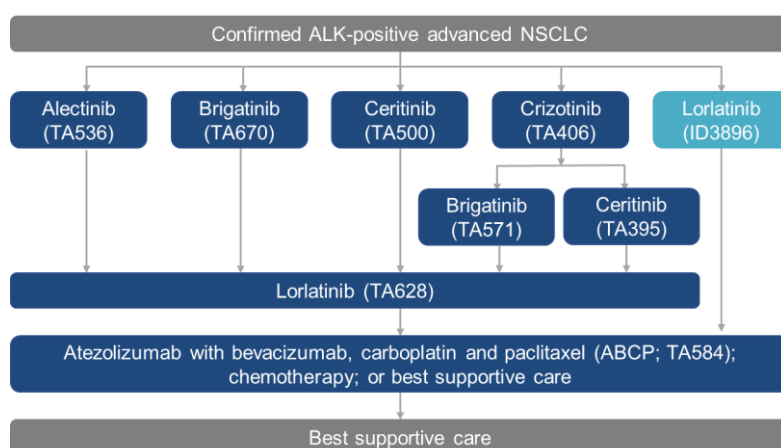 Confirmed ALK-positive advanced NSCLC
Alectinib
(TA536)
Brigatinib
(TA670)
Ceritinib
(TA500)
Crizotinib
(TA406)
Lorlatinib
(ID3896)
Brigatinib
(TA571)
Ceritinib
(TA395)
Lorlatinib (TA628)
Atezolizumab with bevacizumab, carboplatin and paclitaxel (ABCP; TA584);
chemotherapy; or best supportive care
Best supportive care